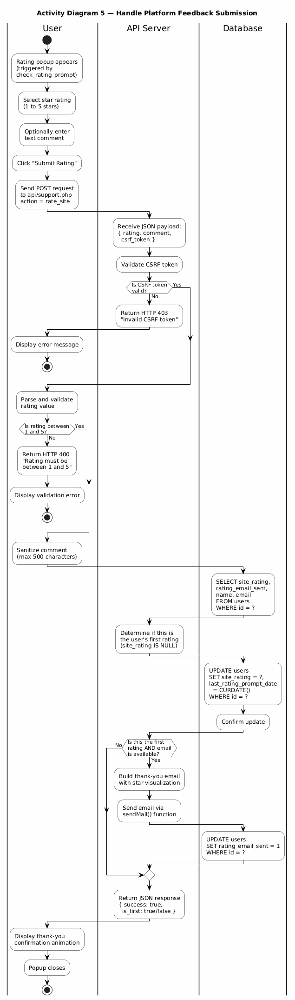 Activity Diagram 5 — Handle Platform Feedback Submission
User
API Server
Database
Rating popup appears
(triggered by
check_rating_prompt)
Select star rating
(1 to 5 stars)
Optionally enter
text comment
Click "Submit Rating"
Send POST request
to api/support.php
action = rate_site
Receive JSON payload:
{ rating, comment,
csrf_token }
Validate CSRF token
Is CSRF token
valid?
Yes
No
Return HTTP 403
"Invalid CSRF token"
Display error message
Parse and validate
rating value
Is rating between
1 and 5?
Yes
No
Return HTTP 400
"Rating must be
between 1 and 5"
Display validation error
Sanitize comment
(max 500 characters)
SELECT site_rating,
rating_email_sent,
name, email
FROM users
WHERE id = ?
Determine if this is
the user's first rating
(site_rating IS NULL)
UPDATE users
SET site_rating = ?,
last_rating_prompt_date
= CURDATE()
WHERE id = ?
Confirm update
No
Is this the first
rating AND email
is available?
Yes
Build thank-you email
with star visualization
Send email via
sendMail() function
UPDATE users
SET rating_email_sent = 1
WHERE id = ?
Return JSON response
{ success: true,
is_first: true/false }
Display thank-you
confirmation animation
Popup closes